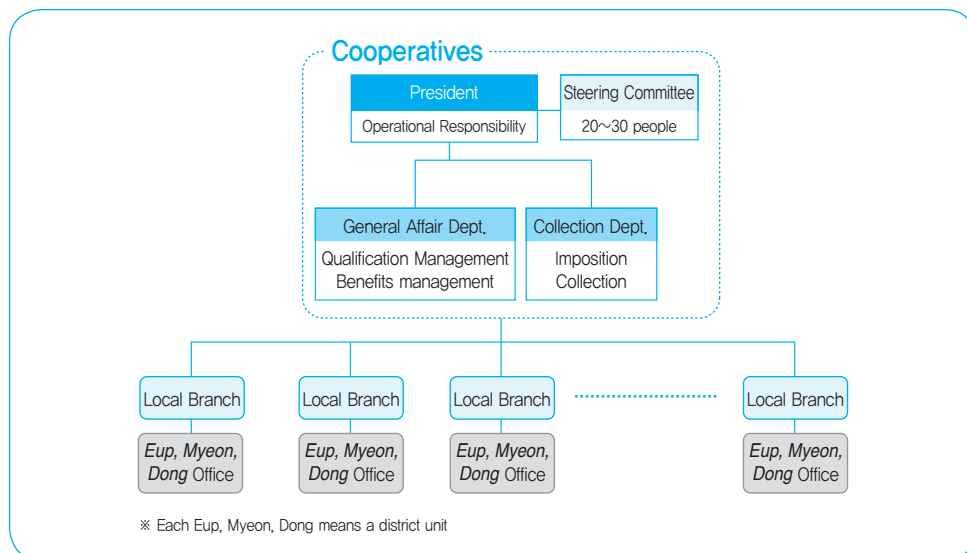 Cooperatives
President
Operational Responsibility
Steering Committee
20~30 people
General Affair Dept.
Qualification Management
Benefits management
Collection Dept.
Imposition
Collection
Local Branch
Local Branch
Local Branch
Local Branch
Eup, Myeon,
Dong Office
Eup, Myeon,
Dong Office
Eup, Myeon,
Dong Office
Eup, Myeon,
Dong Office
※ Each Eup, Myeon, Dong means a district unit